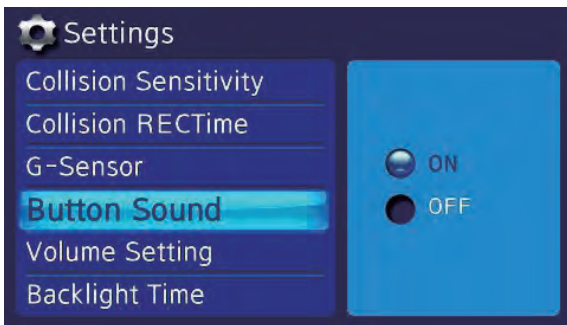 Settings
Collision Sensitivity
Collision RECTime
G-Sensor
Button Sound
Volume Setting
Backlight Time
ON
OFF